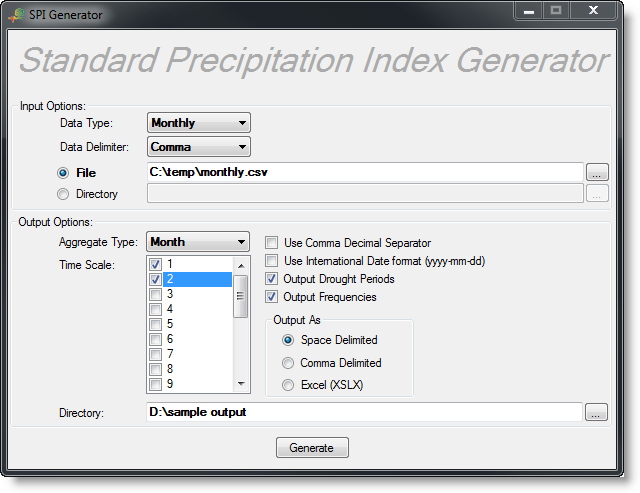 SPI Generator
Standard Precipitation Index Generator
Input Options:
Data Type: Monthly
Data Delimiter: Comma
File C:\temp\monthly.csv ...
Directory ...
Output Options:
Aggregate Type: Month
Use Comma Decimal Separator
Time Scale:
Use International Date format (yyyy-mm-dd)
1
2
3
4
5
6
7
8
9
Output Drought Periods
Output Frequencies
Output As
Space Delimited
Comma Delimited
Excel (XSLX)
Directory: D:\sample output ...
Generate